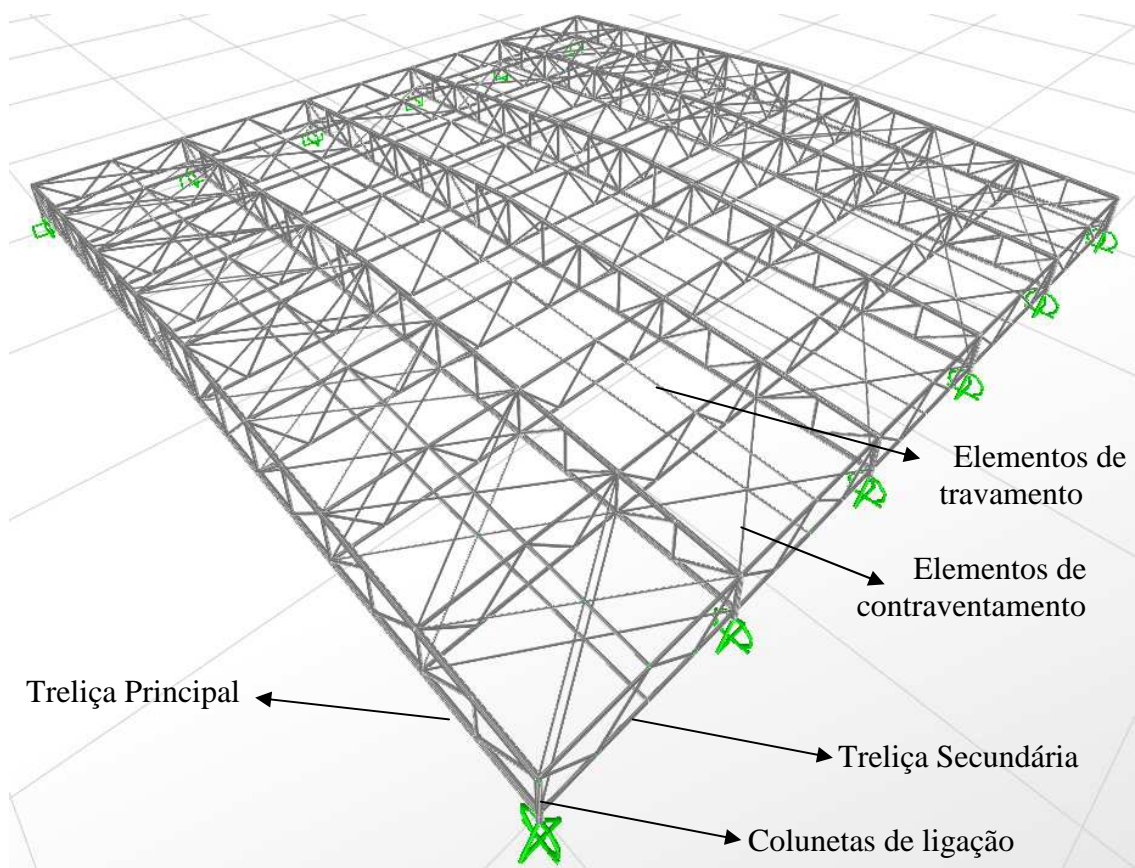 Elementos de
travamento
Elementos de
contraventamento
Treliça Principal
Treliça Secundária
Colunetas de ligação